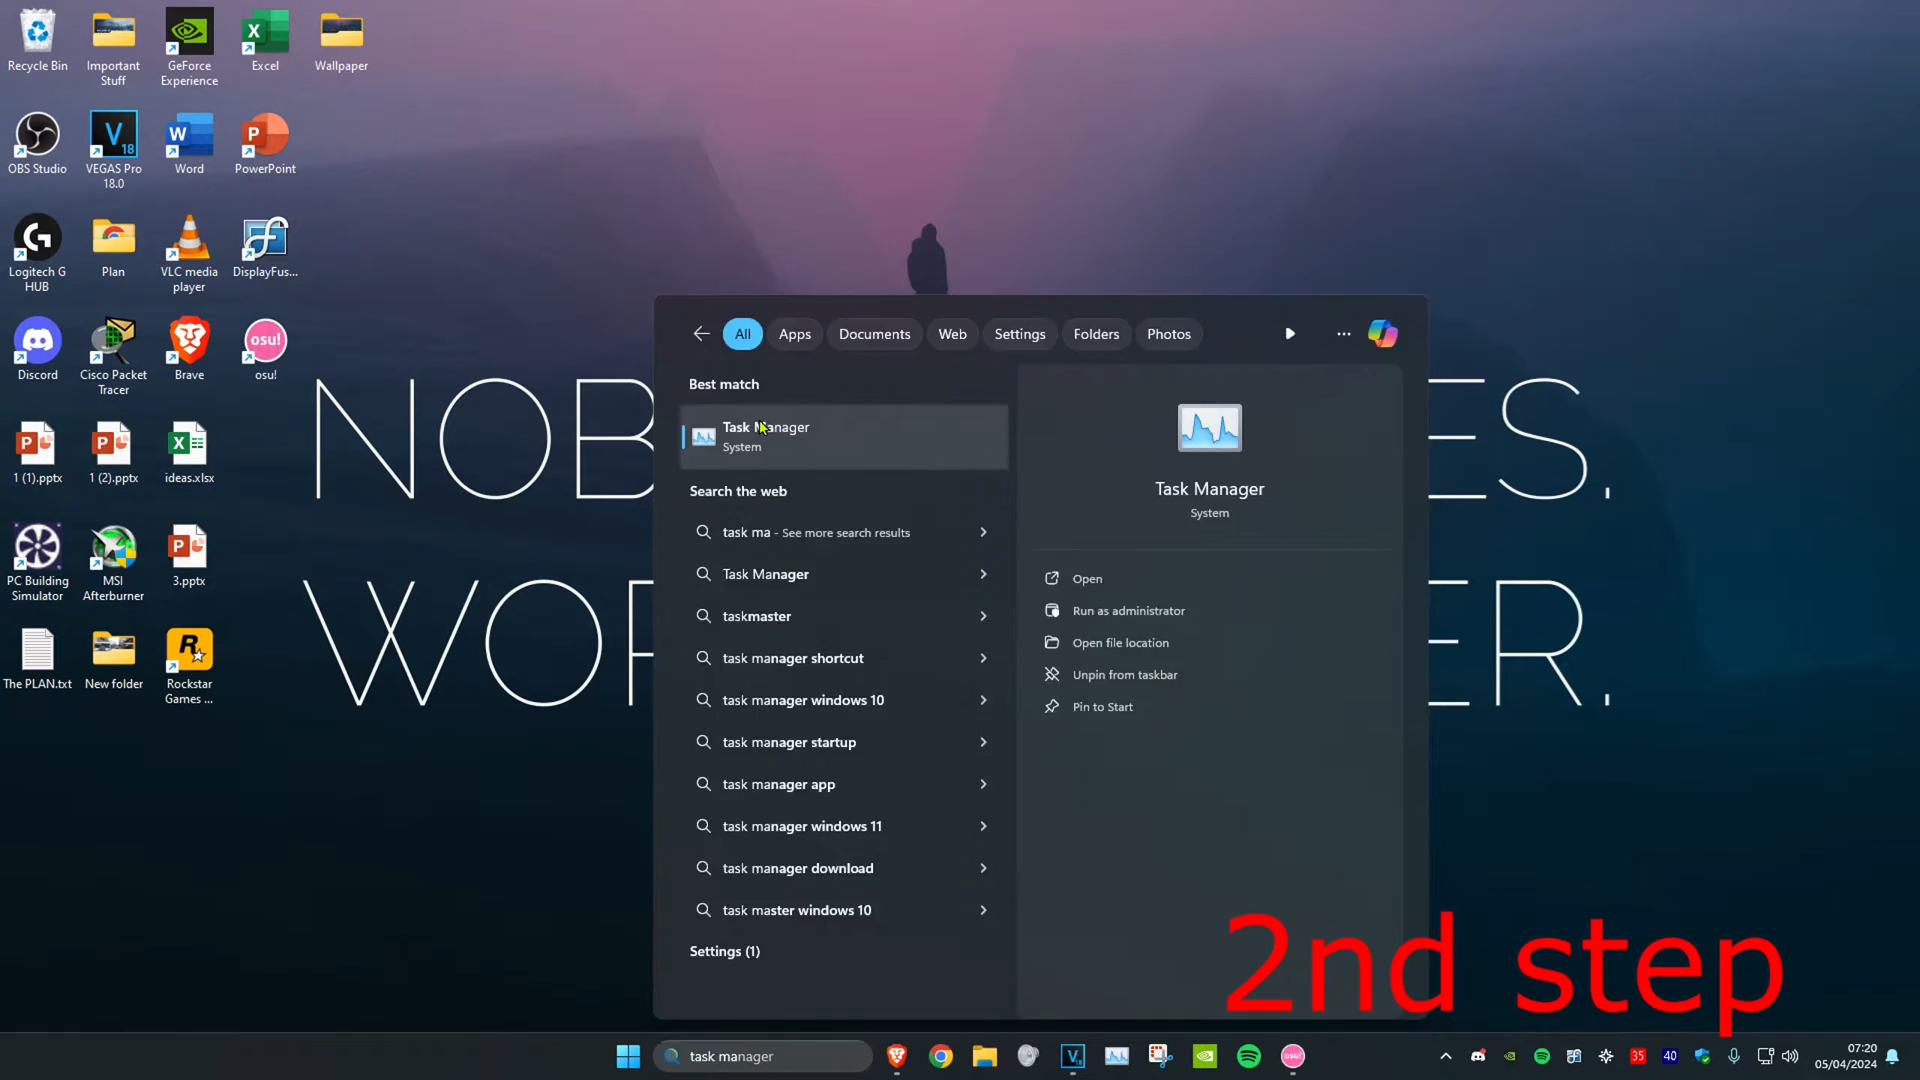 Recycle Bin
Important
Stuff
GeForce
Experience
Excel
Wallpaper
OBS Studio
VEGAS Pro
18.0
Word
PowerPoint
Logitech G
HUB
Plan
VLC media
player
DisplayFus...
Discord
Cisco Packet
Tracer
Brave
osu!
osu!
1 (1).pptx
1 (2).pptx
ideas.xlsx
PC Building
Simulator
MSI
Afterburner
3.pptx
The PLAN.txt
New folder
Rockstar
Games ...
NOB
ES.
WOR
ER.
All
Apps
Documents
Web
Settings
Folders
Photos
Best match
Task Manager
System
Search the web
task ma - See more search results
Task Manager
taskmaster
task manager shortcut
task manager windows 10
task manager startup
task manager app
task manager windows 11
task manager download
task master windows 10
Settings (1)
Task Manager
System
Open
Run as administrator
Open file location
Unpin from taskbar
Pin to Start
2nd step
task manager
osu!
35
40
07:20
05/04/2024